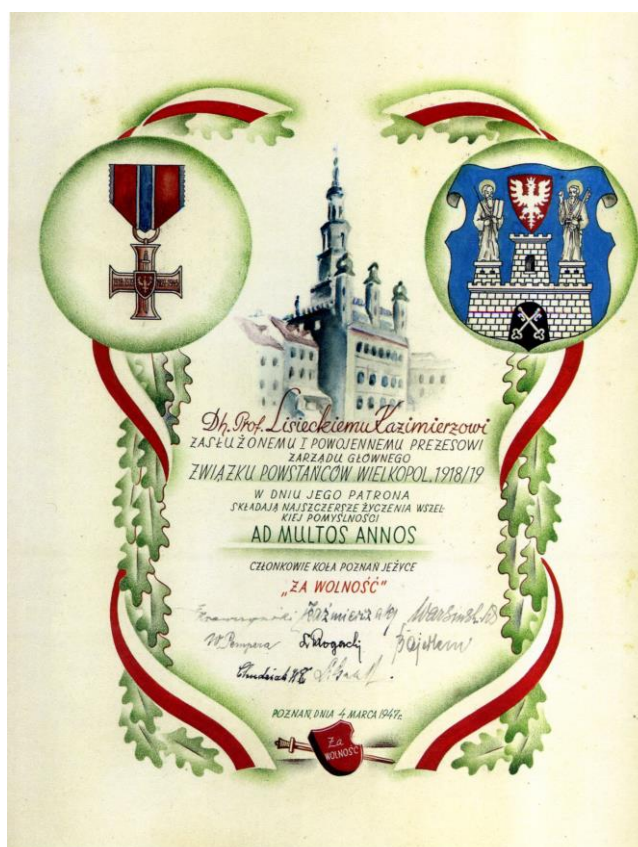 Dh. Prof. Lisieckiemu Kazimierzowi
ZASŁUŻONEMU I POWOJENNEMU PREZESOWI
ZARZĄDU GŁÓWNEGO
ZWIĄZKU POWSTAŃCÓW WIELKOPOL. 1918/19
W DNIU JEGO PATRONA
SKŁADAJĄ NAJSZCZERSZE ŻYCZENIA WSZEL-
KIEJ POMYŚLNOŚCI
AD MULTOS ANNOS
CZŁONKOWIE KOŁA POZNAŃ JEŻYCE
„ZA WOLNOŚĆ"
W Pempera
POZNAŃ, DNIA 4 MARCA 1947r.
Za
WOLNOŚĆ